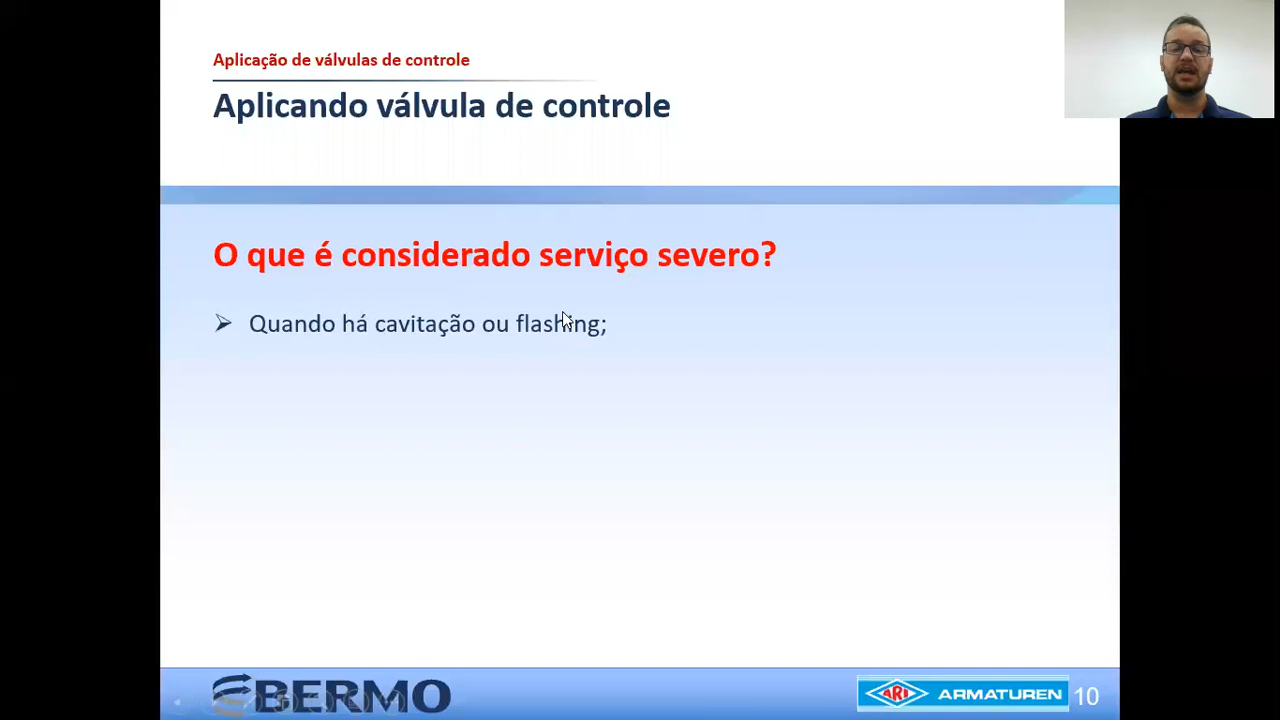 Aplicação de válvulas de controle
Aplicando válvula de controle
O que é considerado serviço severo?
Quando há cavitação ou flashing;
BERMO
ARI ARMATUREN 10